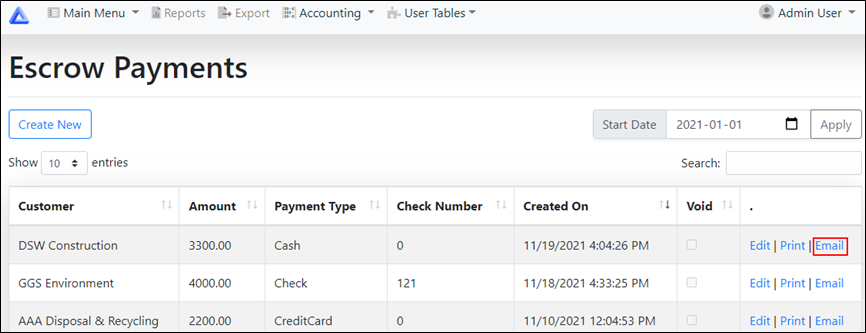 Main Menu Reports Export Accounting User Tables Admin User
Escrow Payments
Create New Start Date 2021-01-01 Apply
Show 10 entries Search:
Customer Amount Payment Type Check Number Created On Void .
DSW Construction 3300.00 Cash 0 11/19/2021 4:04:26 PM Edit | Print | Email
GGS Environment 4000.00 Check 121 11/18/2021 4:33:25 PM Edit | Print | Email
AAA Disposal & Recycling 2200.00 CreditCard 0 11/10/2021 12:04:53 PM Edit | Print | Email